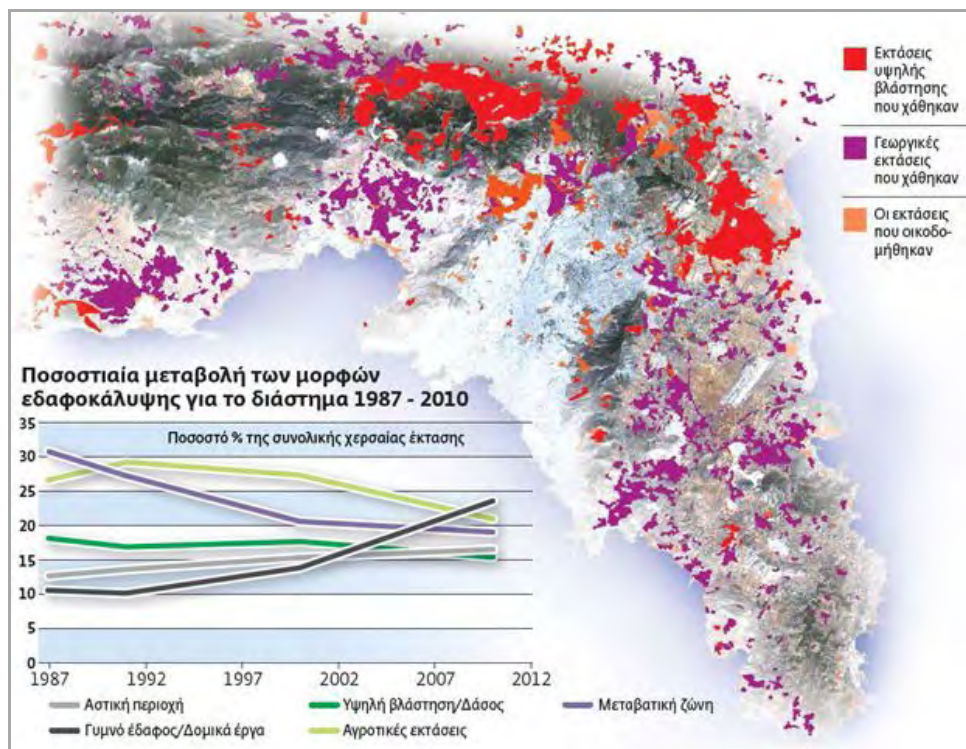 Εκτάσεις
υψηλής
βλάστησης
που χάθηκαν
Γεωργικές
εκτάσεις
που χάθηκαν
Οι εκτάσεις
που οικοδο-
μήθηκαν
Ποσοστιαία μεταβολή των μορφών
εδαφοκάλυψης για το διάστημα 1987 - 2010
Ποσοστό % της συνολικής χερσαίας έκτασης
35
30
25
20
15
10
5
0
1987 1992 1997 2002 2007 2012
Αστική περιοχή Υψηλή βλάστηση/Δάσος Μεταβατική ζώνη
Γυμνό έδαφος/Δομικά έργα Αγροτικές εκτάσεις